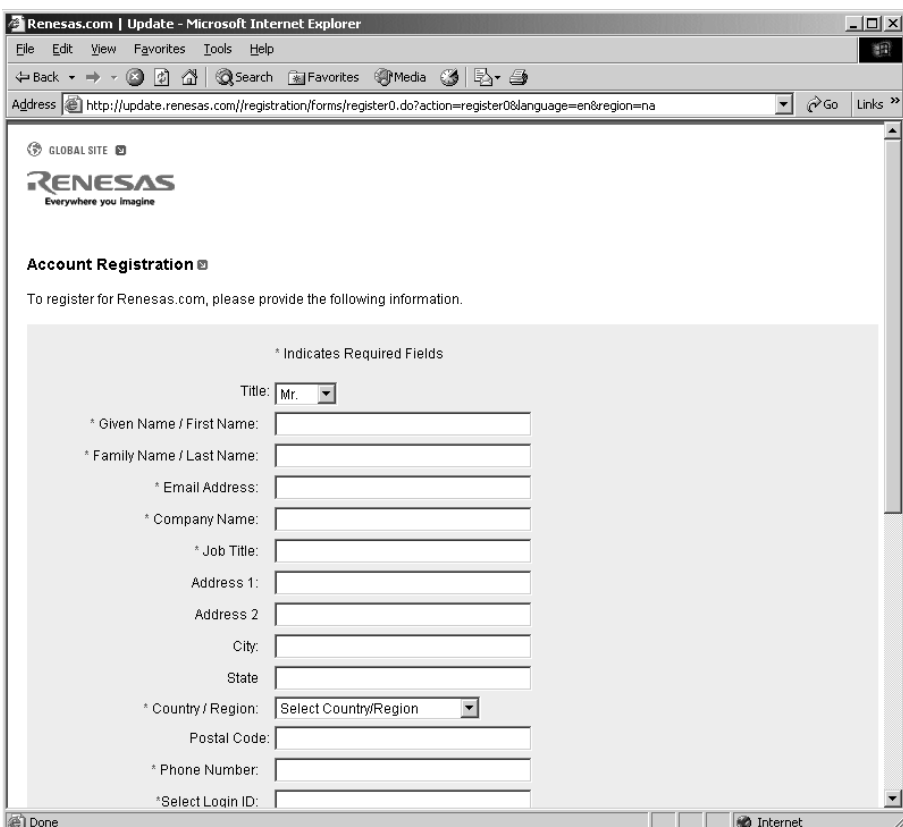 Renesas.com | Update - Microsoft Internet Explorer
File Edit View Favorites Tools Help
Back Search Favorites Media
Address http://update.renesas.com//registration/forms/register0.do?action=register0&language=en&region=na Go Links »
GLOBAL SITE
RENESAS
Everywhere you imagine
Account Registration
To register for Renesas.com, please provide the following information.
* Indicates Required Fields
Title: Mr.
* Given Name / First Name:
* Family Name / Last Name:
* Email Address:
* Company Name:
* Job Title:
Address 1:
Address 2
City:
State
* Country / Region: Select Country/Region
Postal Code:
* Phone Number:
*Select Login ID:
Done Internet